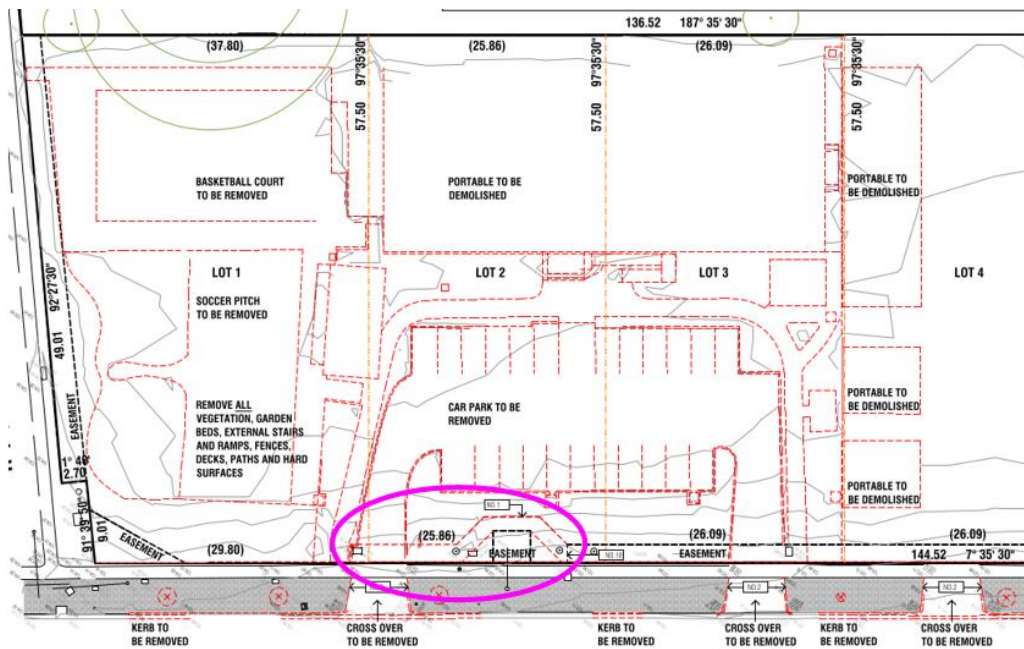 136.52 187° 35' 30"
(37.80)
(25.86)
(26.09)
97°35'30"
57.50
97°35'30"
57.50
97°35'30"
57.50
BASKETBALL COURT
TO BE REMOVED
PORTABLE TO BE
DEMOLISHED
PORTABLE TO
BE DEMOLISHED
LOT 1
LOT 2
LOT 3
LOT 4
SOCCER PITCH
TO BE REMOVED
92°27'30"
49.01
EASEMENT
REMOVE ALL
VEGETATION, GARDEN
BEDS, EXTERNAL STAIRS
AND RAMPS, FENCES,
DECKS, PATHS AND HARD
SURFACES
CAR PARK TO BE
REMOVED
PORTABLE TO
BE DEMOLISHED
PORTABLE TO
BE DEMOLISHED
2.70
91° 39' 50"
9.01
EASEMENT
(29.80)
NO.1
(25.86)
EASEMENT
NO.10
(26.09)
EASEMENT
(26.09)
144.52 7° 35' 30"
NO.2
NO.2
KERB TO
BE REMOVED
CROSS OVER
TO BE REMOVED
KERB TO
BE REMOVED
CROSS OVER
TO BE REMOVED
KERB TO
BE REMOVED
CROSS OVER
TO BE REMOVED